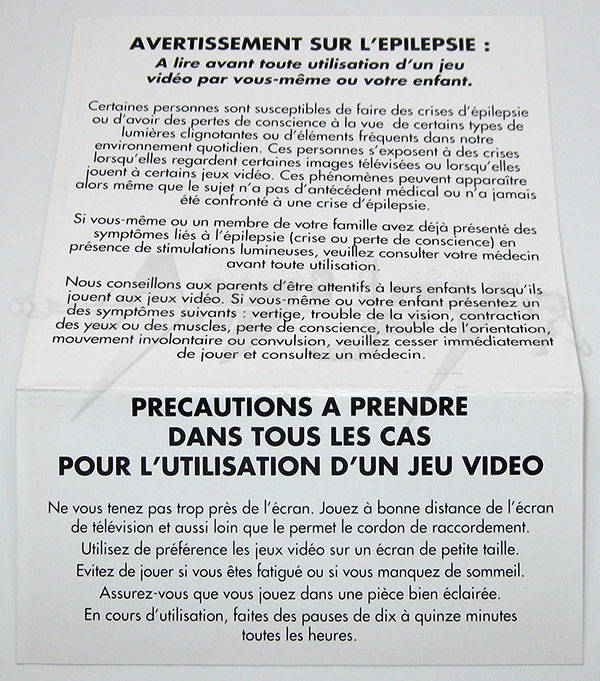 AVERTISSEMENT SUR L'EPILEPSIE :
A lire avant toute utilisation d'un jeu
vidéo par vous-même ou votre enfant.
Certaines personnes sont susceptibles de faire des crises d'épilepsie
ou d'avoir des pertes de conscience à la vue de certains types de
lumières clignotantes ou d'éléments fréquents dans notre
environnement quotidien. Ces personnes s'exposent à des crises
lorsqu'elles regardent certaines images télévisées ou lorsqu'elles
jouent à certains jeux vidéo. Ces phénomènes peuvent apparaître
alors même que le sujet n'a pas d'antécédent médical ou n'a jamais
été confronté à une crise d'épilepsie.
Si vous-même ou un membre de votre famille avez déjà présenté des
symptômes liés à l'épilepsie (crise ou perte de conscience) en
présence de stimulations lumineuses, veuillez consulter votre médecin
avant toute utilisation.
Nous conseillons aux parents d'être attentifs à leurs enfants lorsqu'ils
jouent aux jeux vidéo. Si vous-même ou votre enfant présentez un
des symptômes suivants : vertige, trouble de la vision, contraction
des yeux ou des muscles, perte de conscience, trouble de l'orientation,
mouvement involontaire ou convulsion, veuillez cesser immédiatement
de jouer et consultez un médecin.
PRECAUTIONS A PRENDRE
DANS TOUS LES CAS
POUR L'UTILISATION D'UN JEU VIDEO
Ne vous tenez pas trop près de l'écran. Jouez à bonne distance de l'écran
de télévision et aussi loin que le permet le cordon de raccordement.
Utilisez de préférence les jeux vidéo sur un écran de petite taille.
Evitez de jouer si vous êtes fatigué ou si vous manquez de sommeil.
Assurez-vous que vous jouez dans une pièce bien éclairée.
En cours d'utilisation, faites des pauses de dix à quinze minutes
toutes les heures.